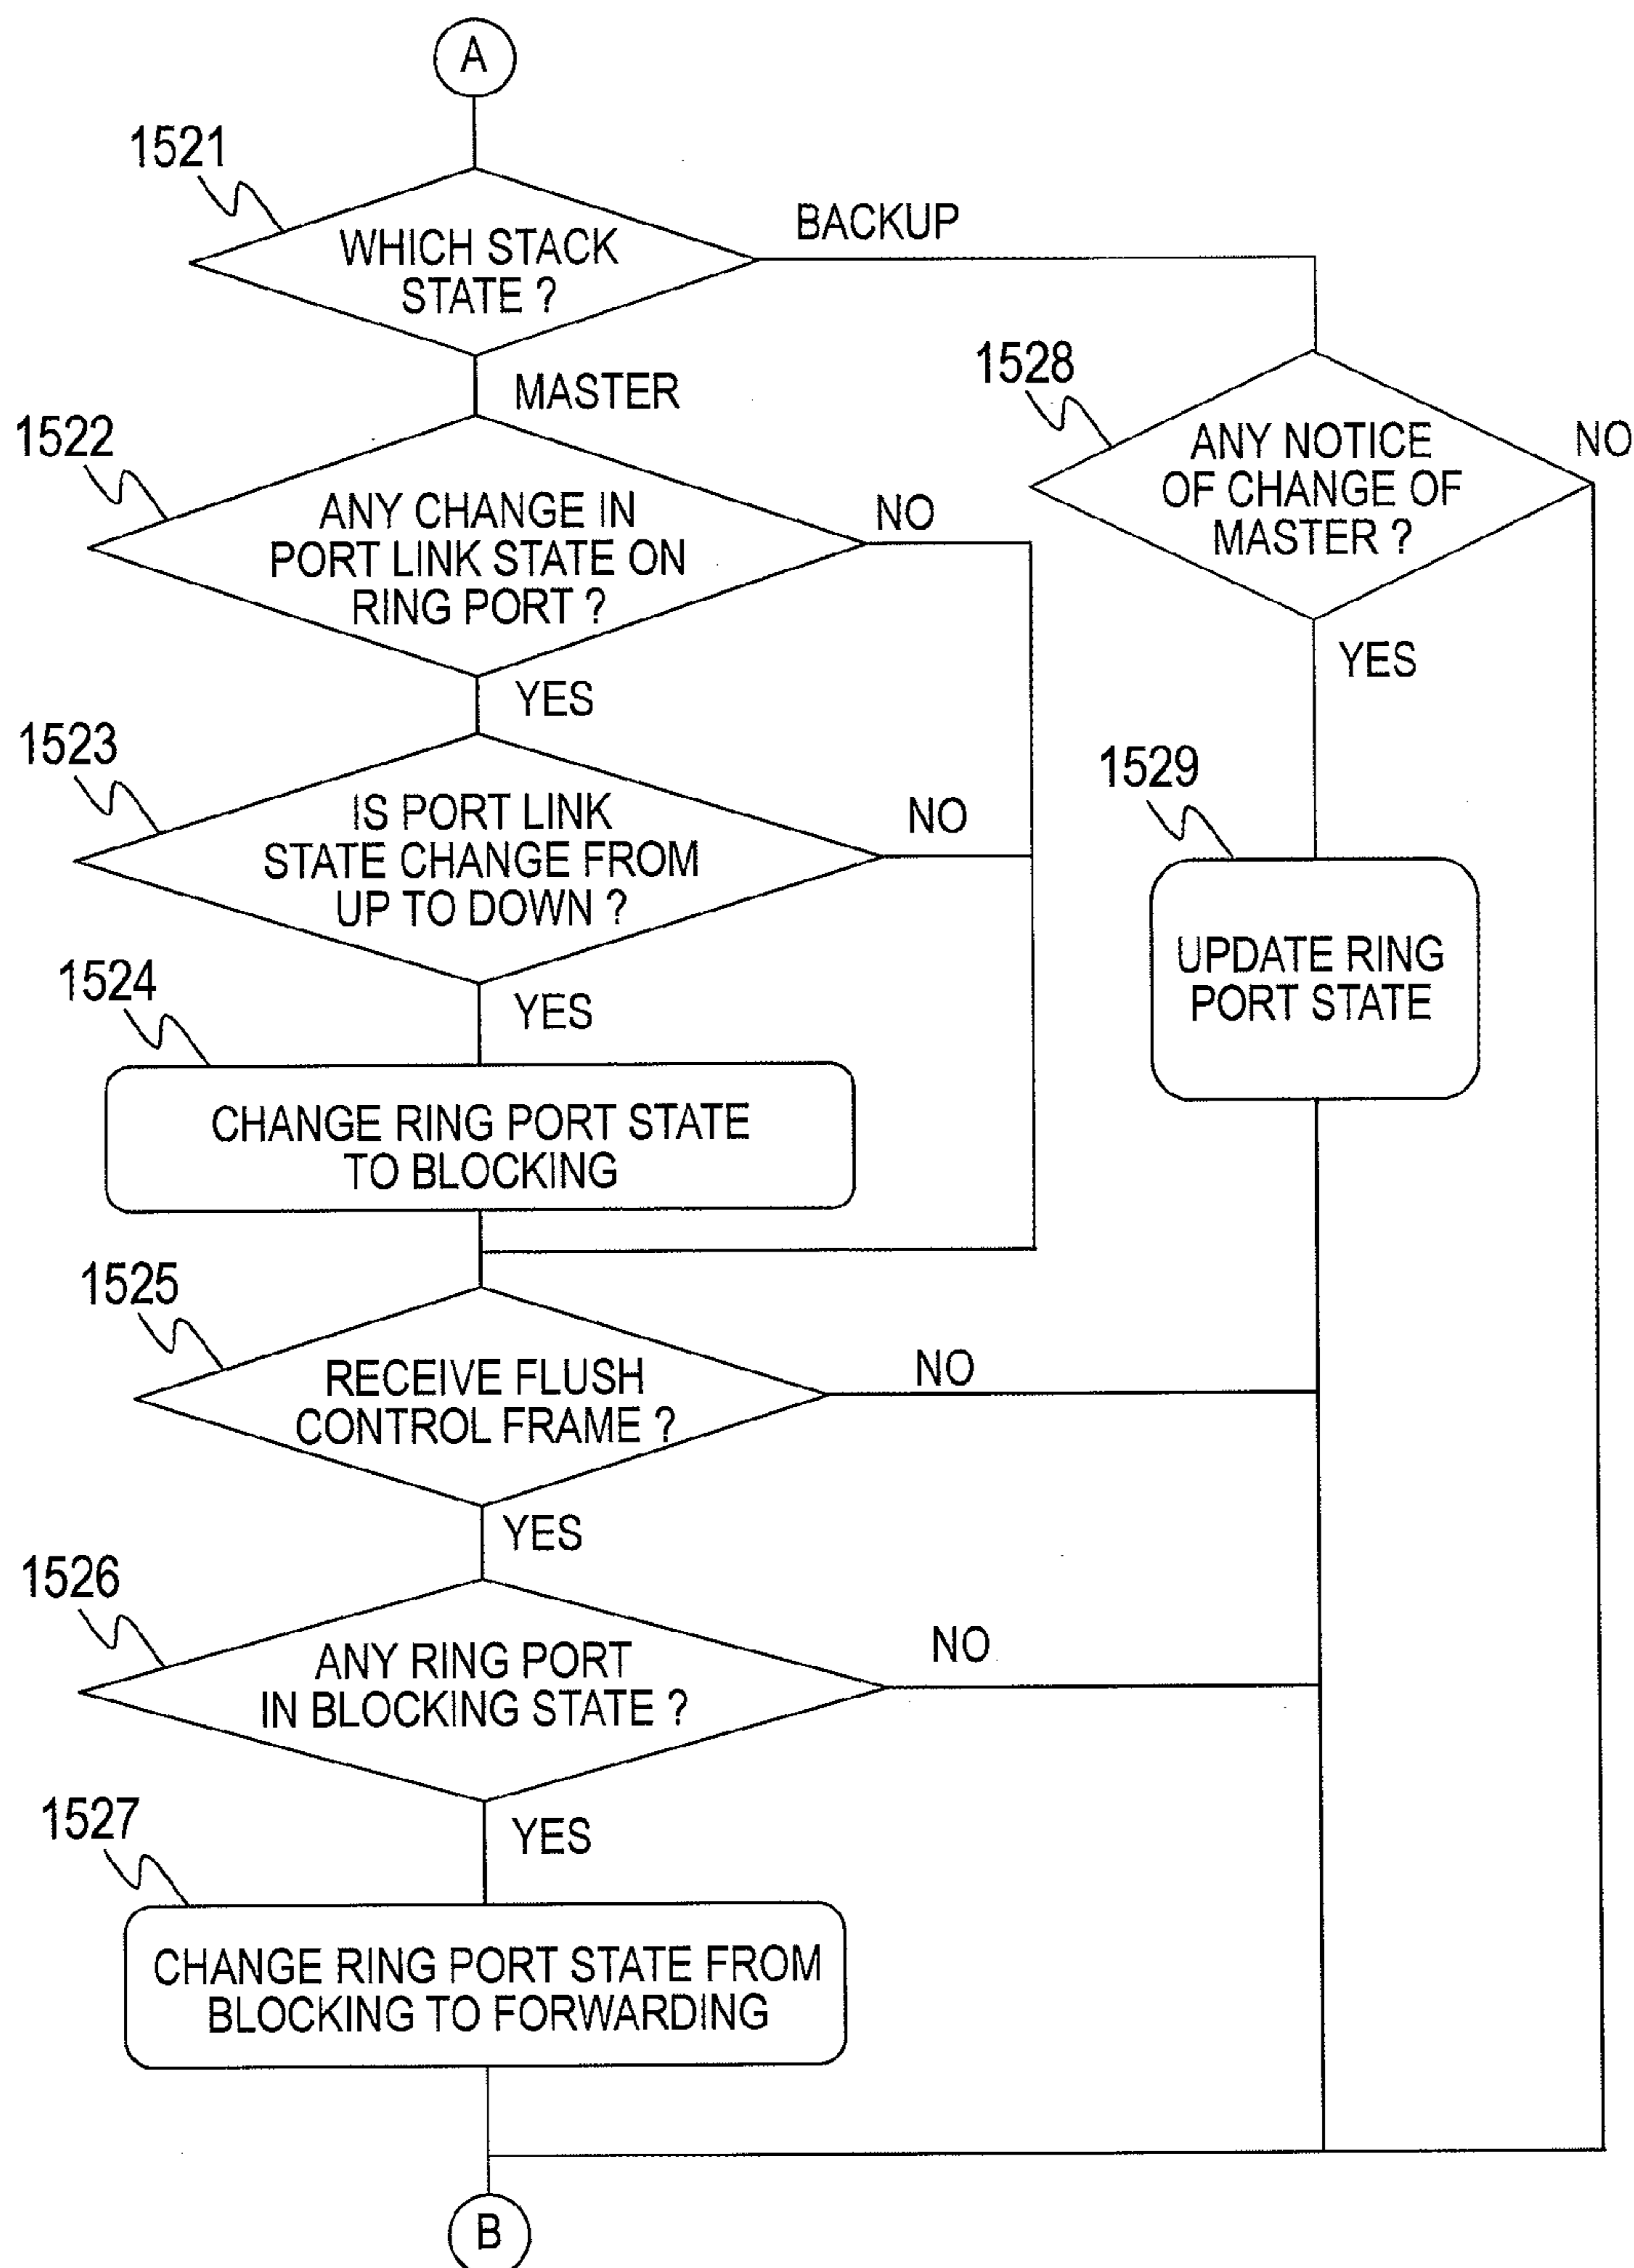 A
1521
WHICH STACK
STATE ?
BACKUP
MASTER
1522
ANY CHANGE IN
PORT LINK STATE ON
RING PORT ?
NO
YES
1528
ANY NOTICE
OF CHANGE OF
MASTER ?
NO
YES
1523
IS PORT LINK
STATE CHANGE FROM
UP TO DOWN ?
NO
YES
1529
UPDATE RING
PORT STATE
1524
CHANGE RING PORT STATE
TO BLOCKING
1525
RECEIVE FLUSH
CONTROL FRAME ?
NO
YES
1526
ANY RING PORT
IN BLOCKING STATE ?
NO
YES
1527
CHANGE RING PORT STATE FROM
BLOCKING TO FORWARDING
B